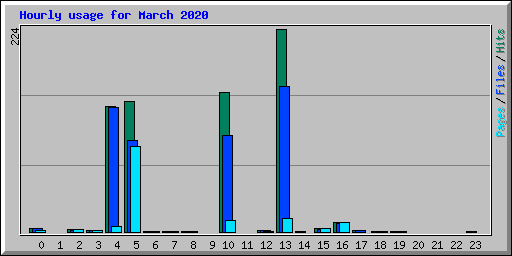 Hourly usage for March 2020
224
Pages/Files/Hits
0 1 2 3 4 5 6 7 8 9 10 11 12 13 14 15 16 17 18 19 20 21 22 23